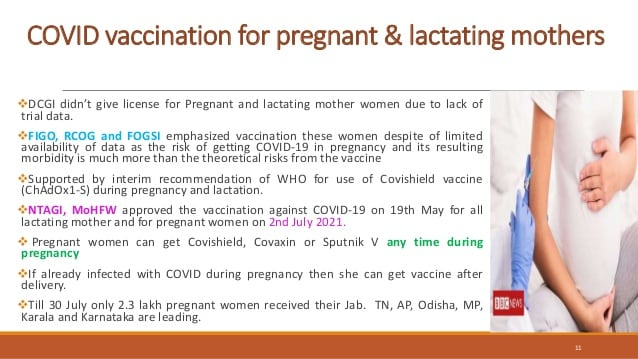 COVID vaccination for pregnant & lactating mothers
❖DCGI didn’t give license for Pregnant and lactating mother women due to lack of
trial data.
❖FIGO, RCOG and FOGSI emphasized vaccination these women despite of limited
availability of data as the risk of getting COVID-19 in pregnancy and its resulting
morbidity is much more than the theoretical risks from the vaccine
❖Supported by interim recommendation of WHO for use of Covishield vaccine
(ChAdOx1-S) during pregnancy and lactation.
❖NTAGI, MoHFW approved the vaccination against COVID-19 on 19th May for all
lactating mother and for pregnant women on 2nd July 2021.
❖ Pregnant women can get Covishield, Covaxin or Sputnik V any time during
pregnancy
❖If already infected with COVID during pregnancy then she can get vaccine after
delivery.
❖Till 30 July only 2.3 lakh pregnant women received their Jab. TN, AP, Odisha, MP,
Karala and Karnataka are leading.
BBC NEWS
11